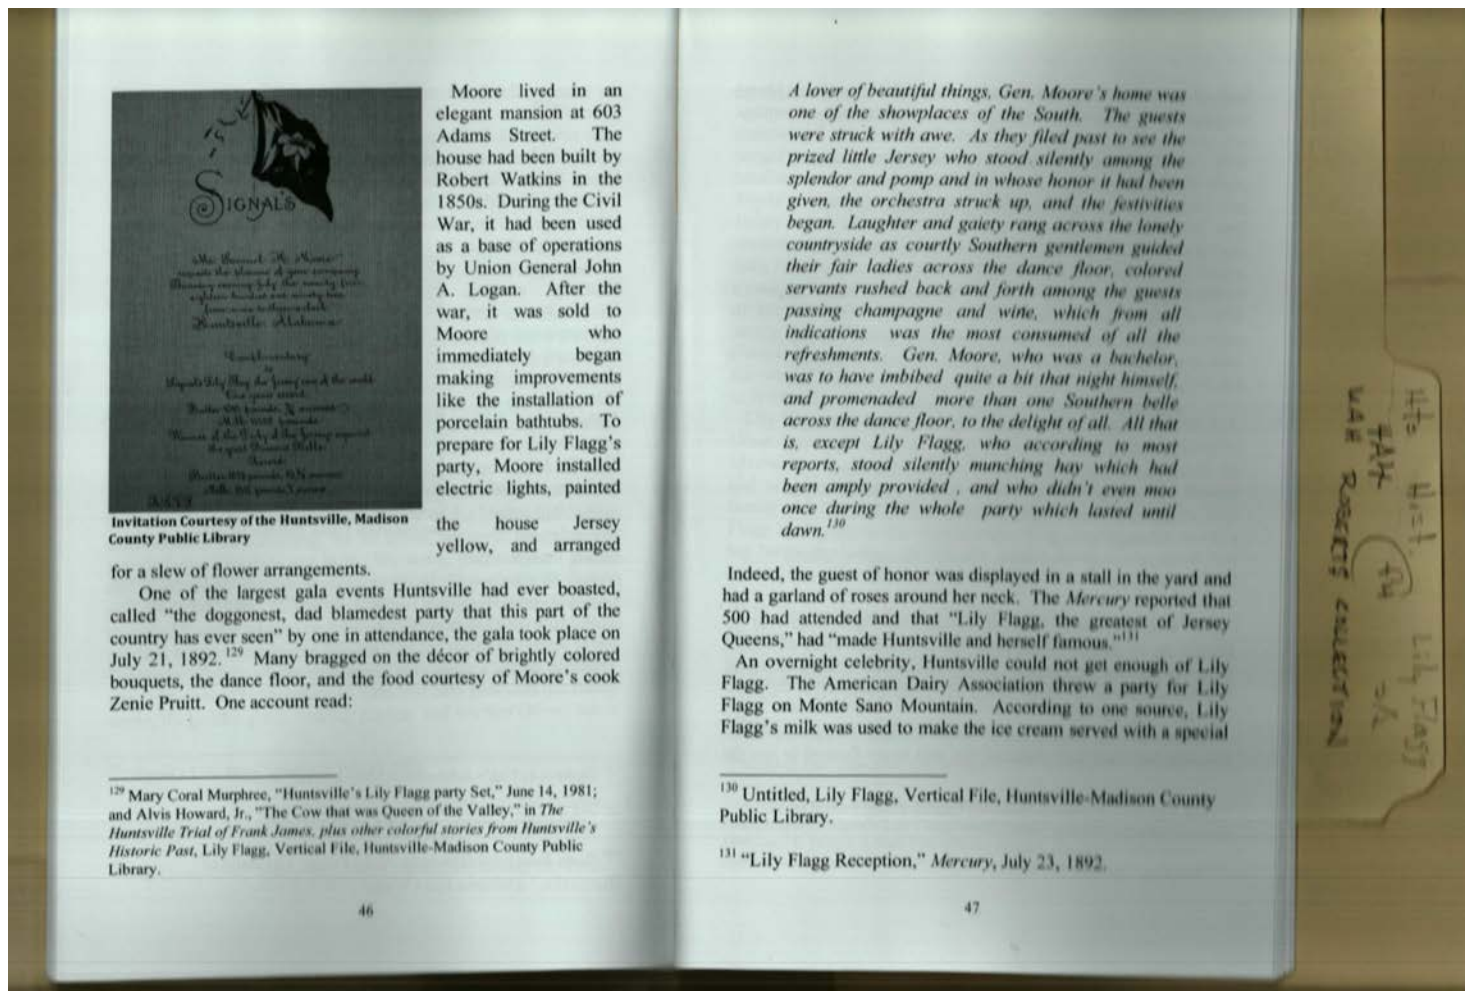 SIGNAL'S
Huntsville, Alabama
Invitation Courtesy of the Huntsville, Madison
County Public Library
Moore lived in an
elegant mansion at 603
Adams Street. The
house had been built by
Robert Watkins in the
1850s. During the Civil
War, it had been used
as a base of operations
by Union General John
A. Logan. After the
war, it was sold to
Moore who
immediately began
making improvements
like the installation of
porcelain bathtubs. To
prepare for Lily Flagg's
party, Moore installed
electric lights, painted
the house Jersey
yellow, and arranged
for a slew of flower arrangements.
One of the largest gala events Huntsville had ever boasted,
called "the doggonest, dad blamedest party that this part of the
country has ever seen" by one in attendance, the gala took place on
July 21, 1892.129 Many bragged on the décor of brightly colored
bouquets, the dance floor, and the food courtesy of Moore's cook
Zenie Pruitt. One account read:
129 Mary Coral Murphree, "Huntsville's Lily Flagg party Set," June 14, 1981;
and Alvis Howard, Jr., "The Cow that was Queen of the Valley," in The
Huntsville Trial of Frank James, plus other colorful stories from Huntsville's
Historic Past, Lily Flagg, Vertical File, Huntsville-Madison County Public
Library.
46
A lover of beautiful things, Gen. Moore's home was
one of the showplaces of the South. The guests
were struck with awe. As they filed past to see the
prized little Jersey who stood silently among the
splendor and pomp and in whose honor it had been
given, the orchestra struck up, and the festivities
began. Laughter and gaiety rang across the lonely
countryside as courtly Southern gentlemen guided
their fair ladies across the dance floor, colored
servants rushed back and forth among the guests
passing champagne and wine, which from all
indications was the most consumed of all the
refreshments. Gen. Moore, who was a bachelor,
was to have imbibed quite a bit that night himself,
and promenaded more than one Southern belle
across the dance floor, to the delight of all. All that
is, except Lily Flagg, who according to most
reports, stood silently munching hay which had
been amply provided , and who didn't even moo
once during the whole party which lasted until
dawn.130
Indeed, the guest of honor was displayed in a stall in the yard and
had a garland of roses around her neck. The Mercury reported that
500 had attended and that "Lily Flagg, the greatest of Jersey
Queens," had "made Huntsville and herself famous."131
An overnight celebrity, Huntsville could not get enough of Lily
Flagg. The American Dairy Association threw a party for Lily
Flagg on Monte Sano Mountain. According to one source, Lily
Flagg's milk was used to make the ice cream served with a special
130 Untitled, Lily Flagg, Vertical File, Huntsville-Madison County
Public Library.
131 "Lily Flagg Reception," Mercury, July 23, 1892.
47
Hist. Lily Flagg
UAH ROBERTS COLLECTION